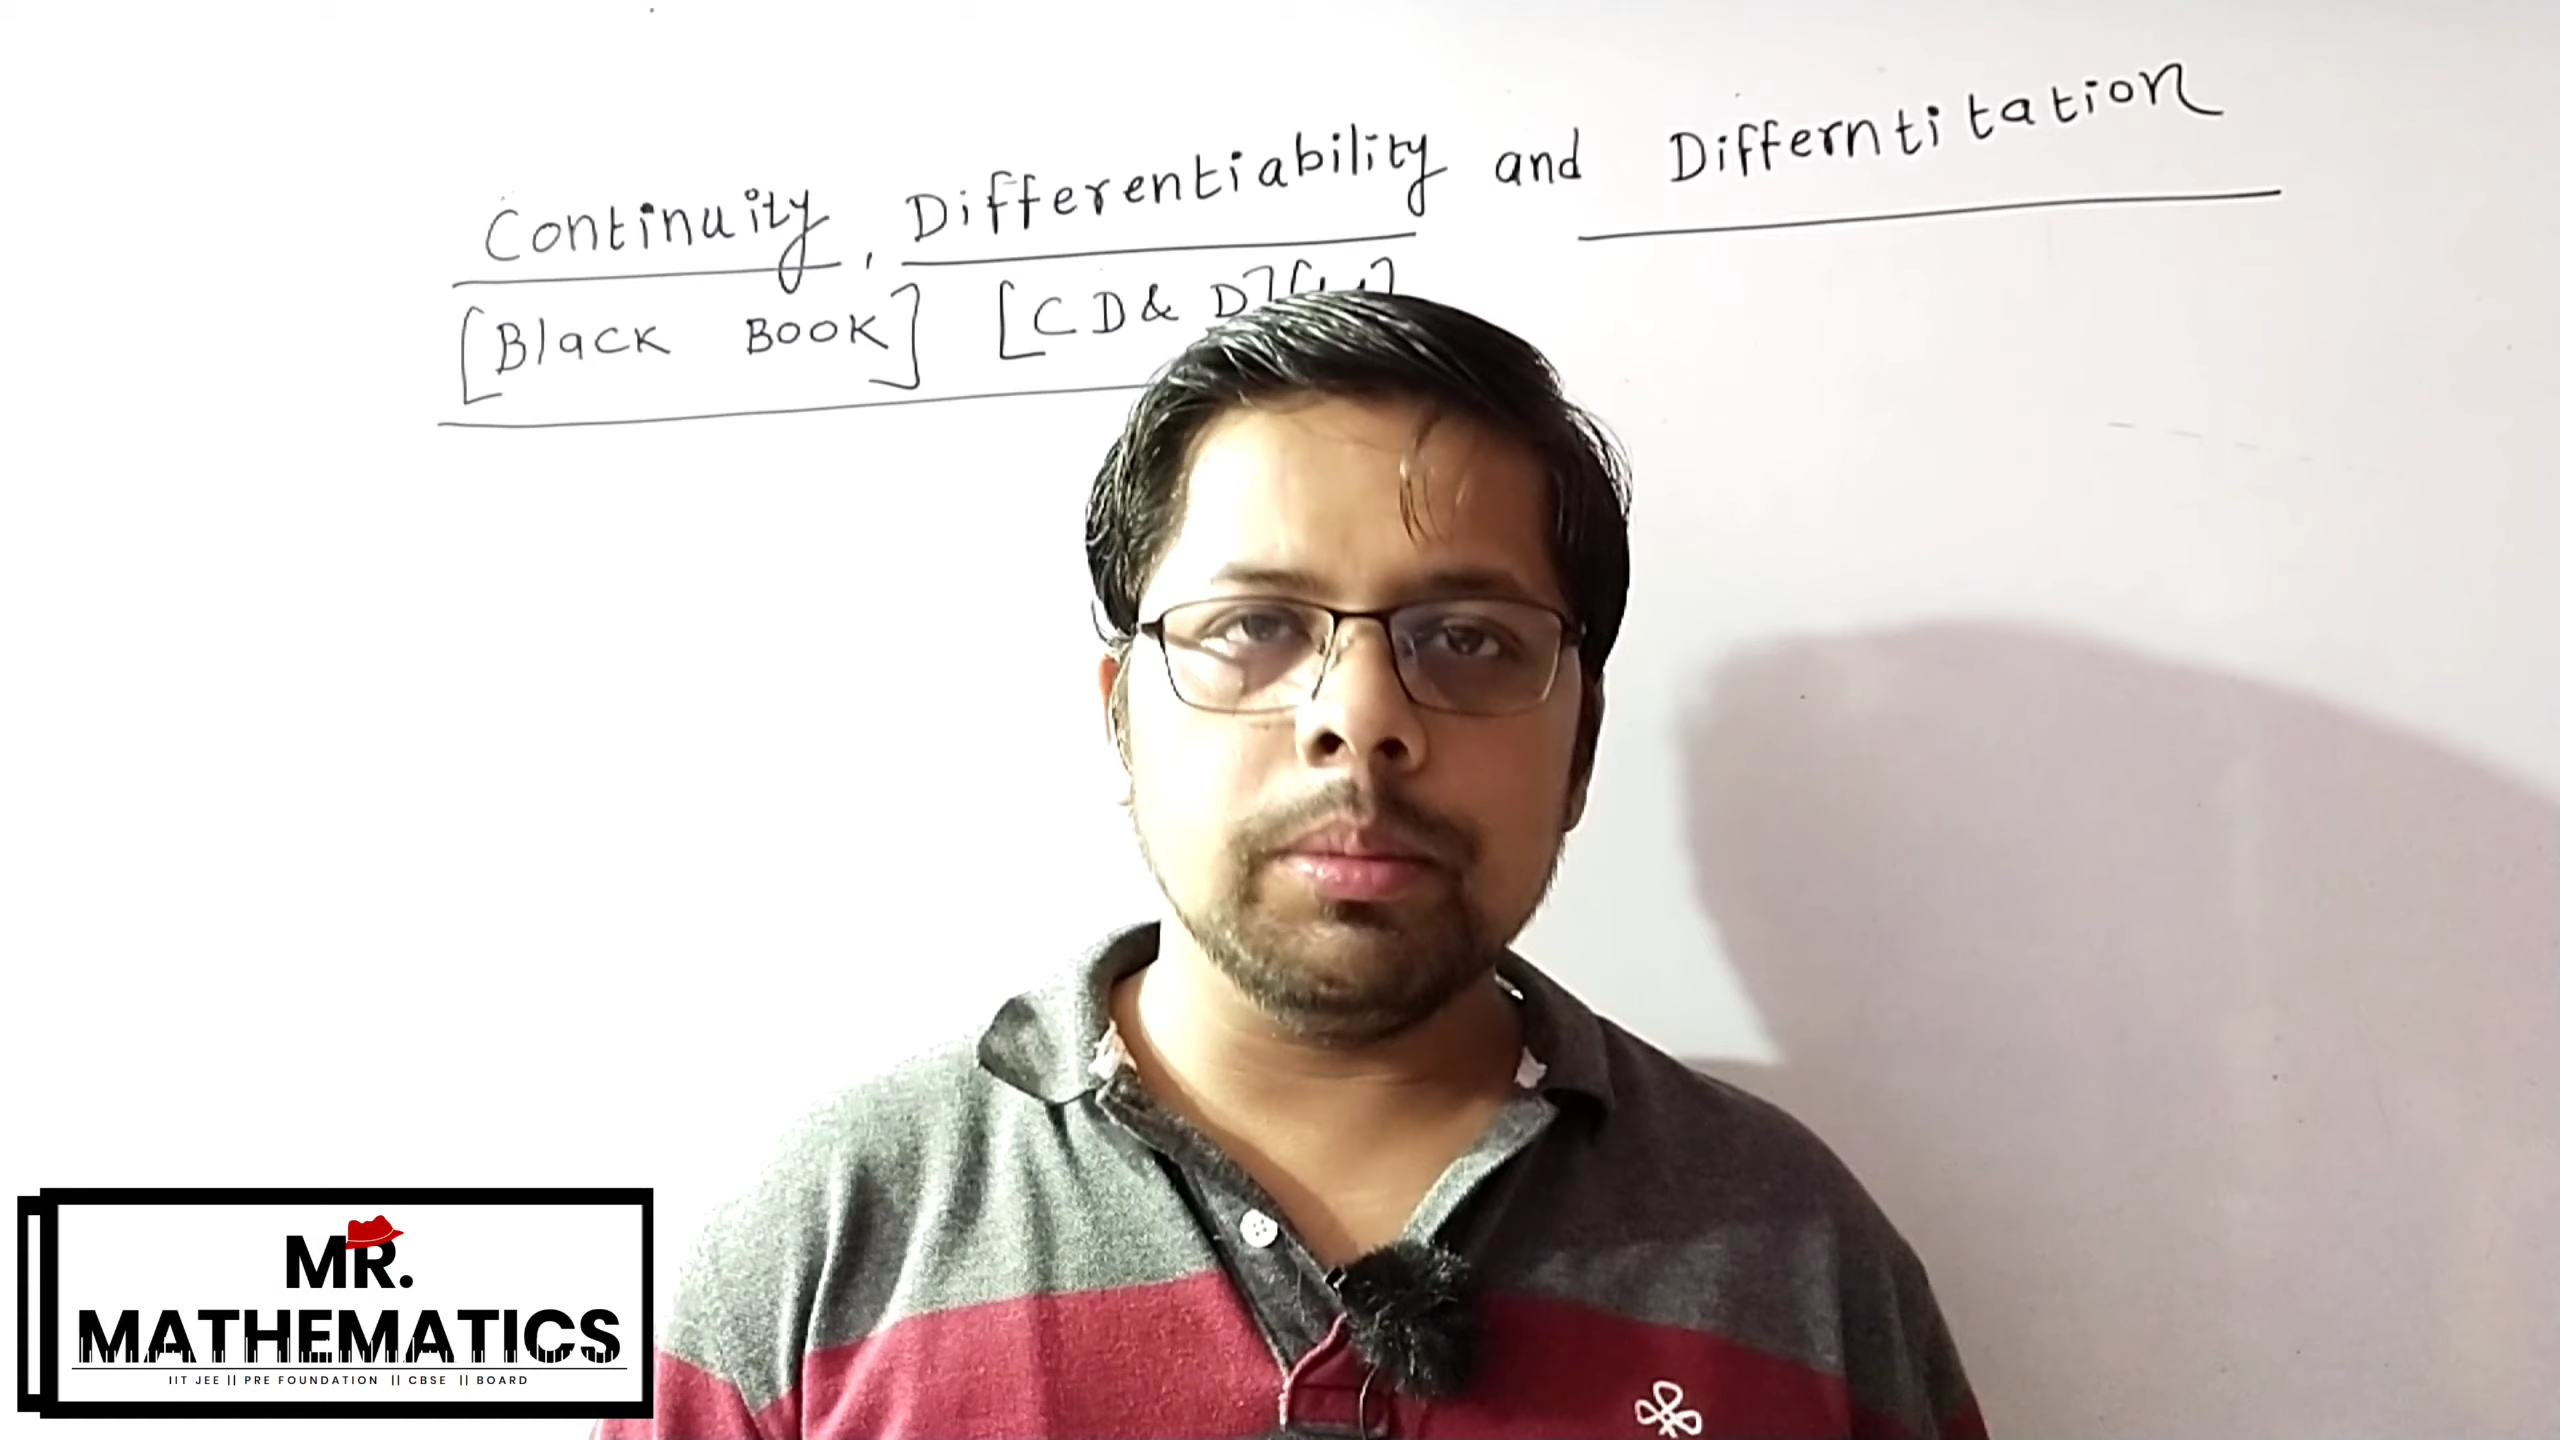 Continuity, Differentiability and Differntitation
[Black Book] [CD & D]
MR.
MATHEMATICS
IIT JEE || PRE FOUNDATION || CBSE || BOARD